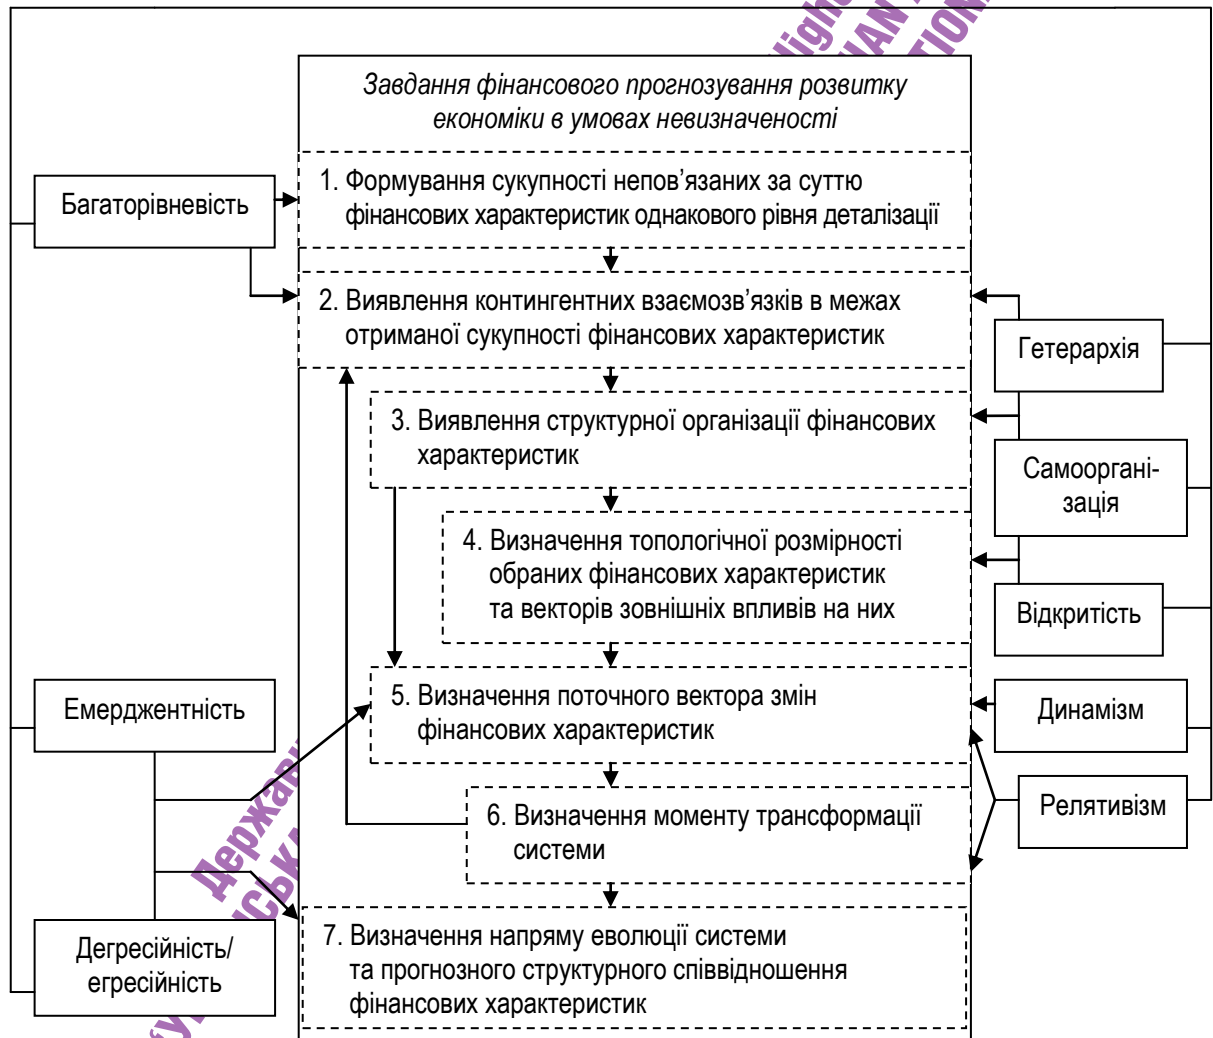 Завдання фінансового прогнозування розвитку
економіки в умовах невизначеності
1. Формування сукупності непов’язаних за суттю
фінансових характеристик однакового рівня деталізації
Багаторівневість
2. Виявлення контингентних взаємозв’язків в межах
отриманої сукупності фінансових характеристик
Гетерархія
3. Виявлення структурної організації фінансових
характеристик
Самооргані-
зація
4. Визначення топологічної розмірності
обраних фінансових характеристик
та векторів зовнішніх впливів на них
Відкритість
Емерджентність
5. Визначення поточного вектора змін
фінансових характеристик
Динамізм
6. Визначення моменту трансформації
системи
Релятивізм
Дегресійність/
егресійність
7. Визначення напряму еволюції системи
та прогнозного структурного співвідношення
фінансових характеристик